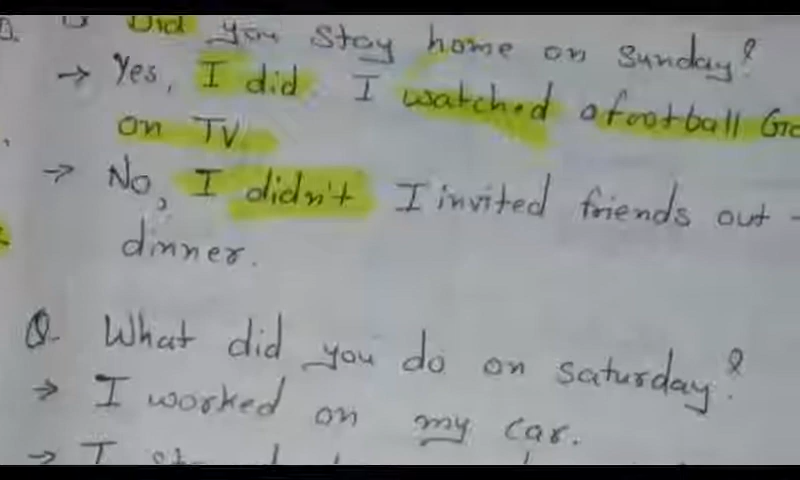 Did you stay home on sunday?
→ Yes, I did. I watched a football
on TV
→ No, I didn't I invited friends out
dinner.
Q. What did you do on saturday?
→ I worked on my car.
→ I